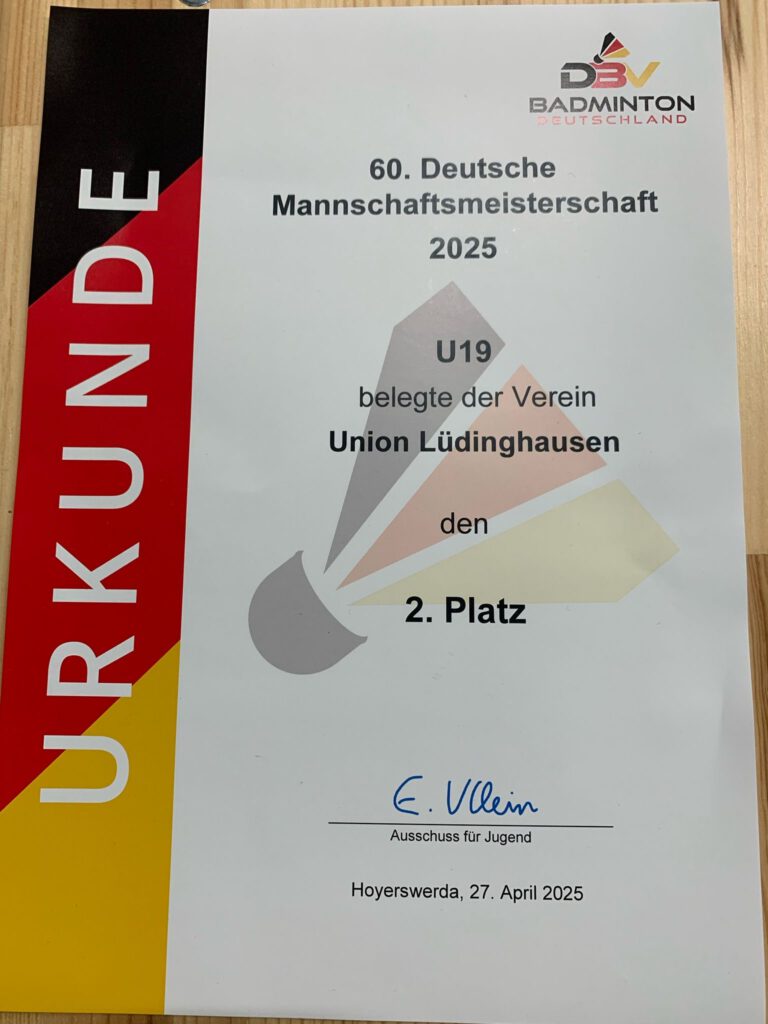 URKUNDE
DBV
BADMINTON
DEUTSCHLAND
60. Deutsche
Mannschaftsmeisterschaft
2025
U19
belegte der Verein
Union Lüdinghausen
den
2. Platz
Ausschuss für Jugend
Hoyerswerda, 27. April 2025